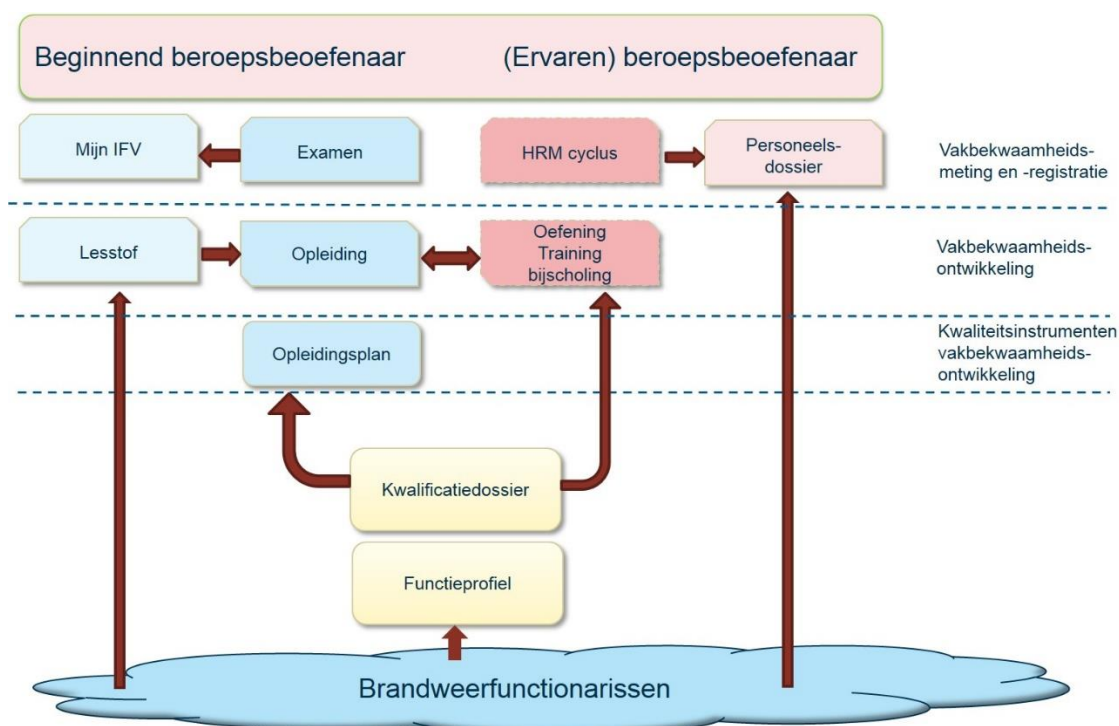 Beginnend beroepsbeoefenaar
(Ervaren) beroepsbeoefenaar
Mijn IFV
Examen
HRM cyclus
Personeels-
dossier
Vakbekwaamheids-
meting en -registratie
Lesstof
Opleiding
Oefening
Training
bijscholing
Vakbekwaamheids-
ontwikkeling
Opleidingsplan
Kwaliteitsinstrumenten
vakbekwaamheids-
ontwikkeling
Kwalificatiedossier
Functieprofiel
Brandweerfunctionarissen